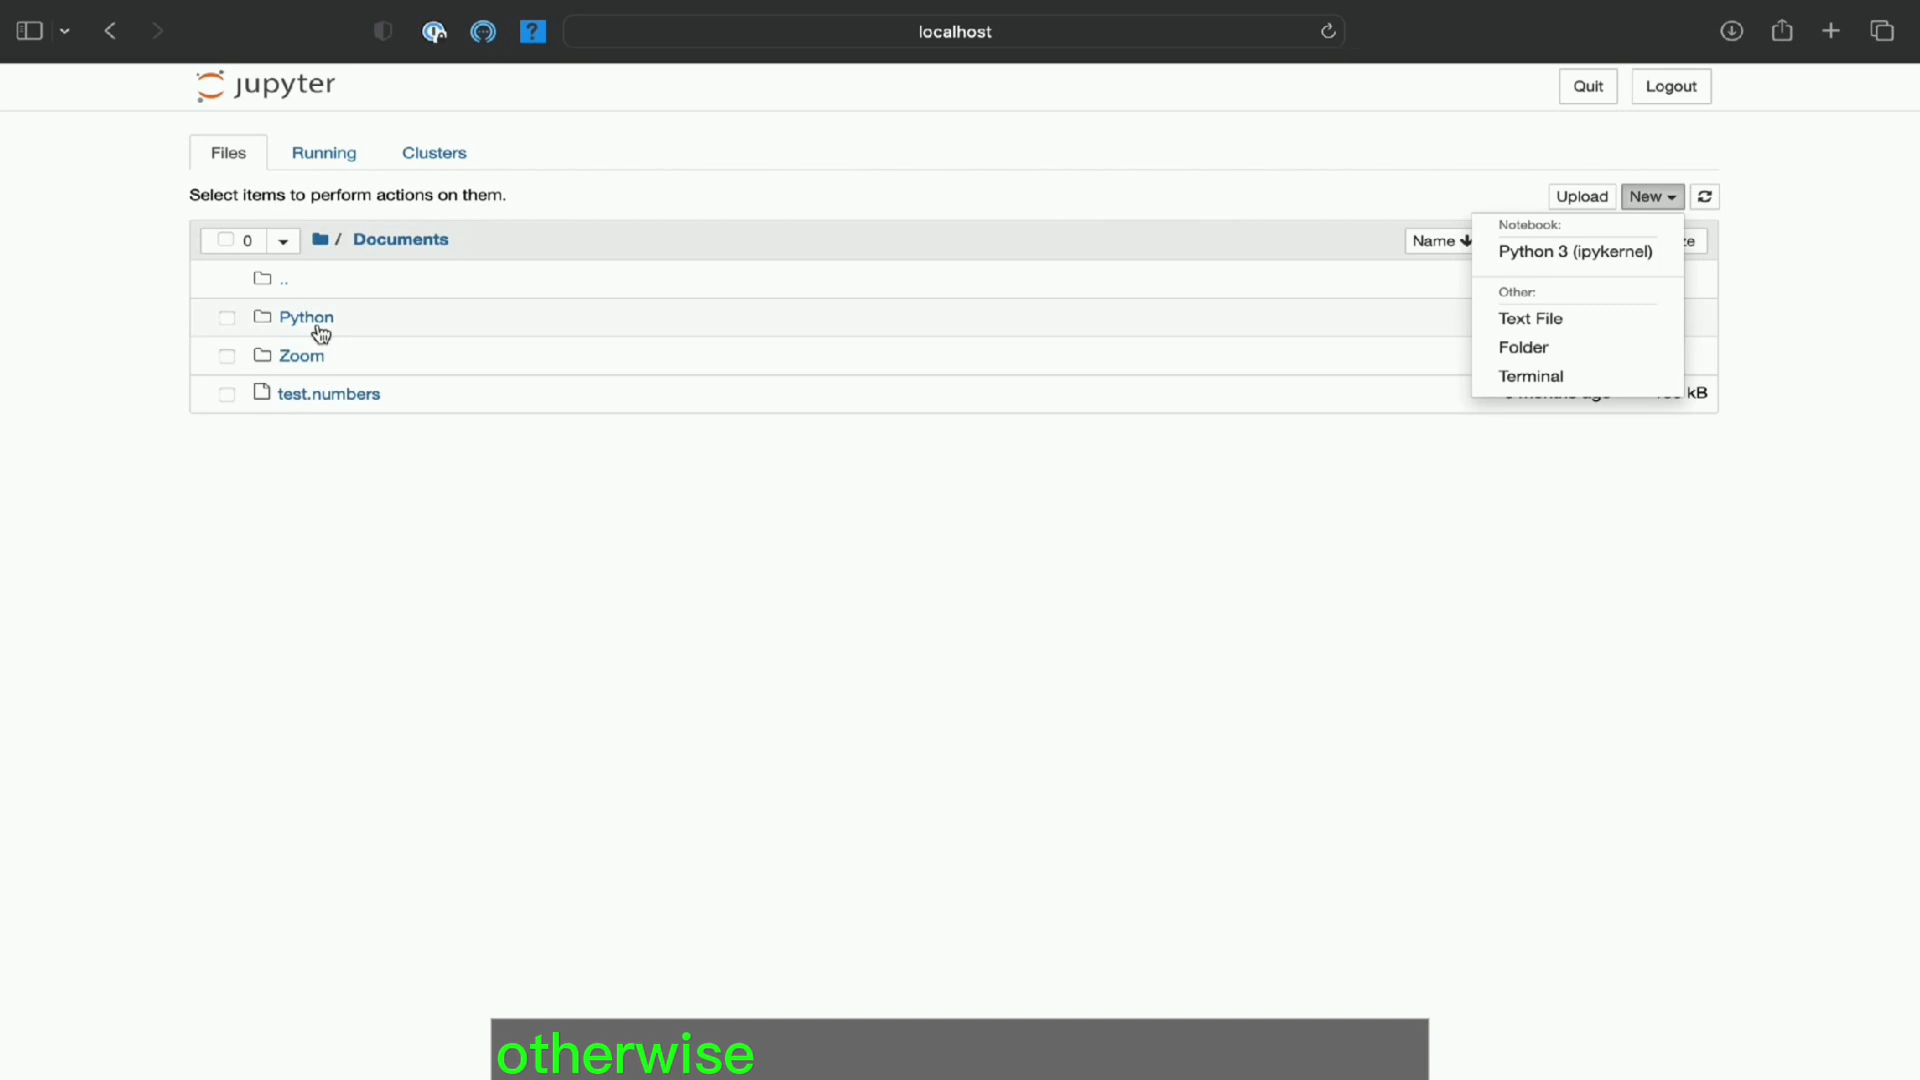 localhost
jupyter
Quit
Logout
Files
Running
Clusters
Select items to perform actions on them.
Upload
New
0
/ Documents
Name
ze
Notebook:
Python 3 (ipykernel)
Other:
Text File
Folder
Terminal
..
Python
Zoom
test.numbers
kB
otherwise